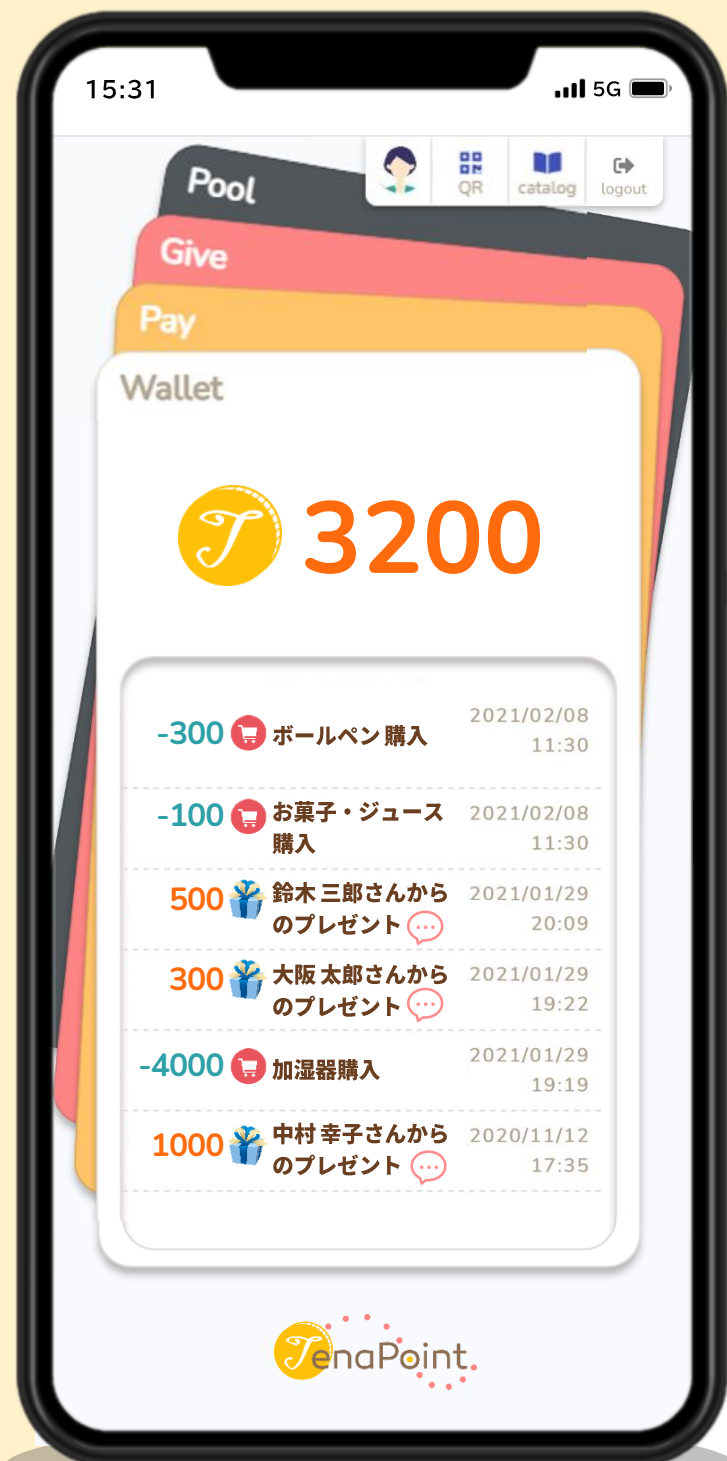 15:31
5G
Pool
QR
catalog
logout
Give
Pay
Wallet
T 3200
-300 ボールペン 購入 2021/02/08
11:30
-100 お菓子・ジュース 2021/02/08
購入 11:30
500 鈴木 三郎さんから 2021/01/29
のプレゼント 20:09
300 大阪 太郎さんから 2021/01/29
のプレゼント 19:22
-4000 加湿器購入 2021/01/29
19:19
1000 中村 幸子さんから 2020/11/12
のプレゼント 17:35
TenaPoint